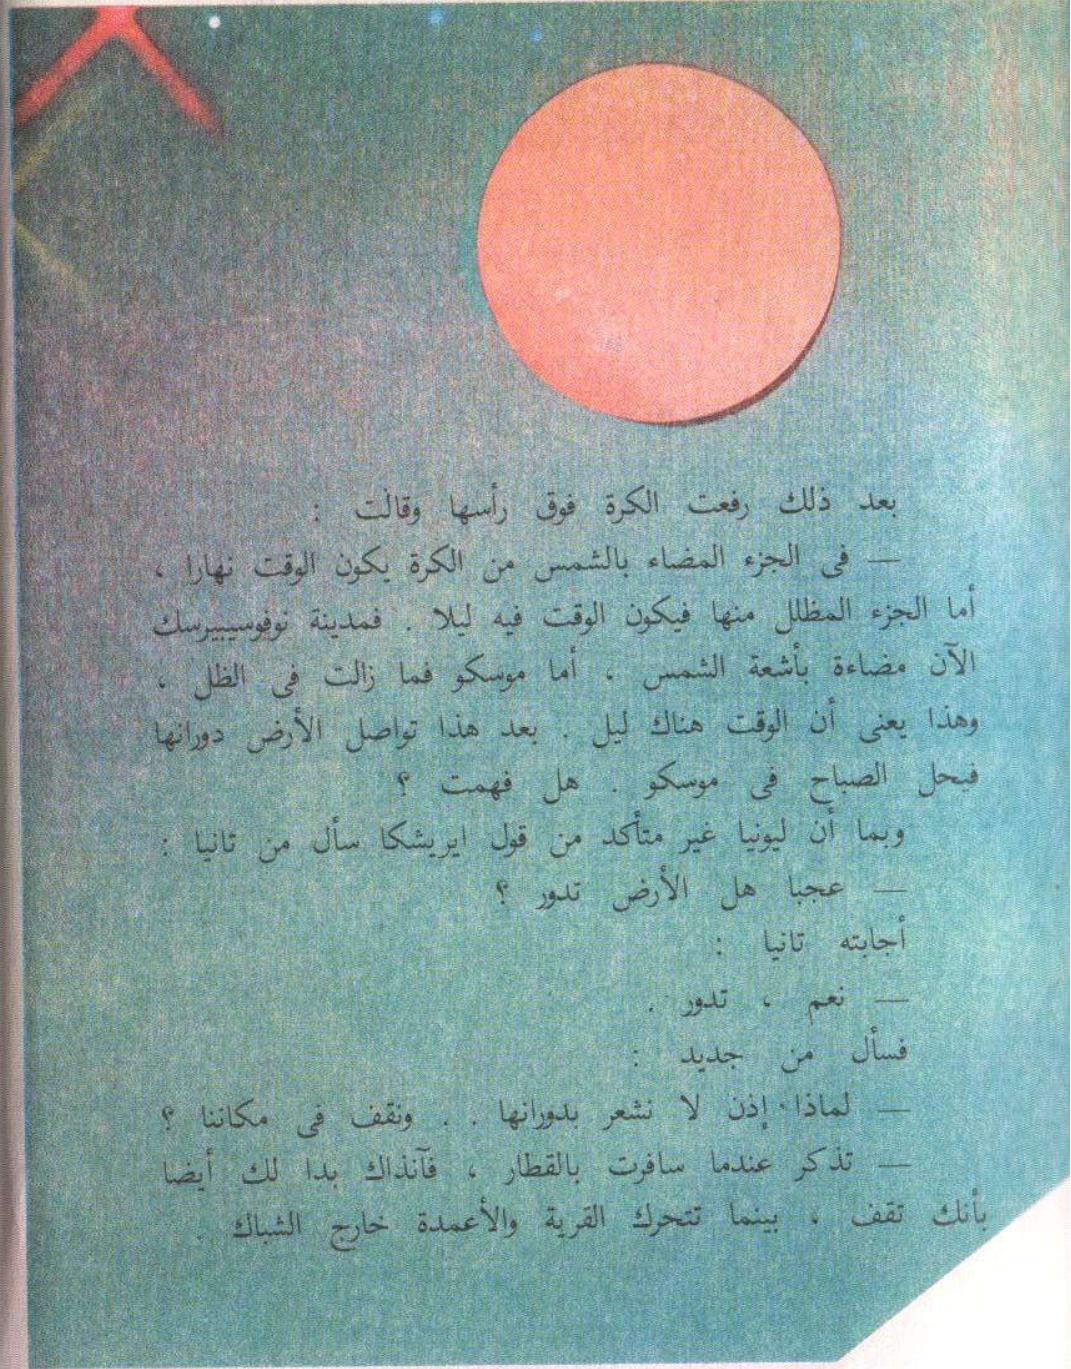 بعد ذلك رفعت الكرة فوق رأسها وقالت :
— فى الجزء المضاء بالشمس من الكرة يكون الوقت نهارا ،
أما الجزء المظلل منها فيكون الوقت فيه ليلا . فمدينة نوفوسيبيرسك
الآن مضاءة بأشعة الشمس ، أما موسكو فما زالت فى الظل ،
وهذا يعنى أن الوقت هناك ليل . بعد هذا تواصل الأرض دورانها
فيحل الصباح فى موسكو . هل فهمت ؟
وبما أن ليونيا غير متأكد من قول ايريشكا سأل من تانيا :
— عجبا هل الأرض تدور ؟
أجابته تانيا :
— نعم ، تدور .
فسأل من جديد :
— لماذا إذن لا نشعر بدورانها . . ونقف فى مكاننا ؟
— تذكر عندما سافرت بالقطار ، فآنذاك بدا لك أيضا
بأنك تقف ، بينما تتحرك القرية والأعمدة خارج الشباك .